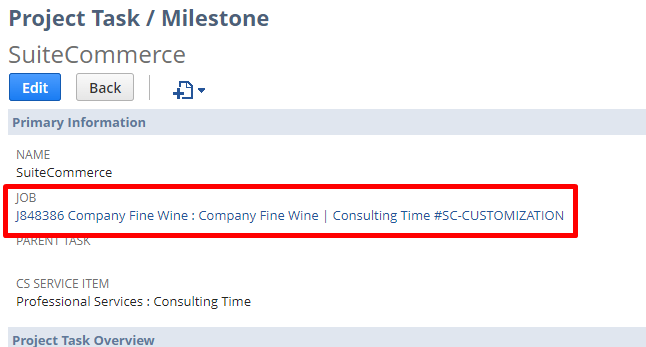 Project Task / Milestone
SuiteCommerce
Edit
Back
Primary Information
NAME
SuiteCommerce
JOB
J848386 Company Fine Wine : Company Fine Wine | Consulting Time #SC-CUSTOMIZATION
PARENT TASK
CS SERVICE ITEM
Professional Services : Consulting Time
Project Task Overview